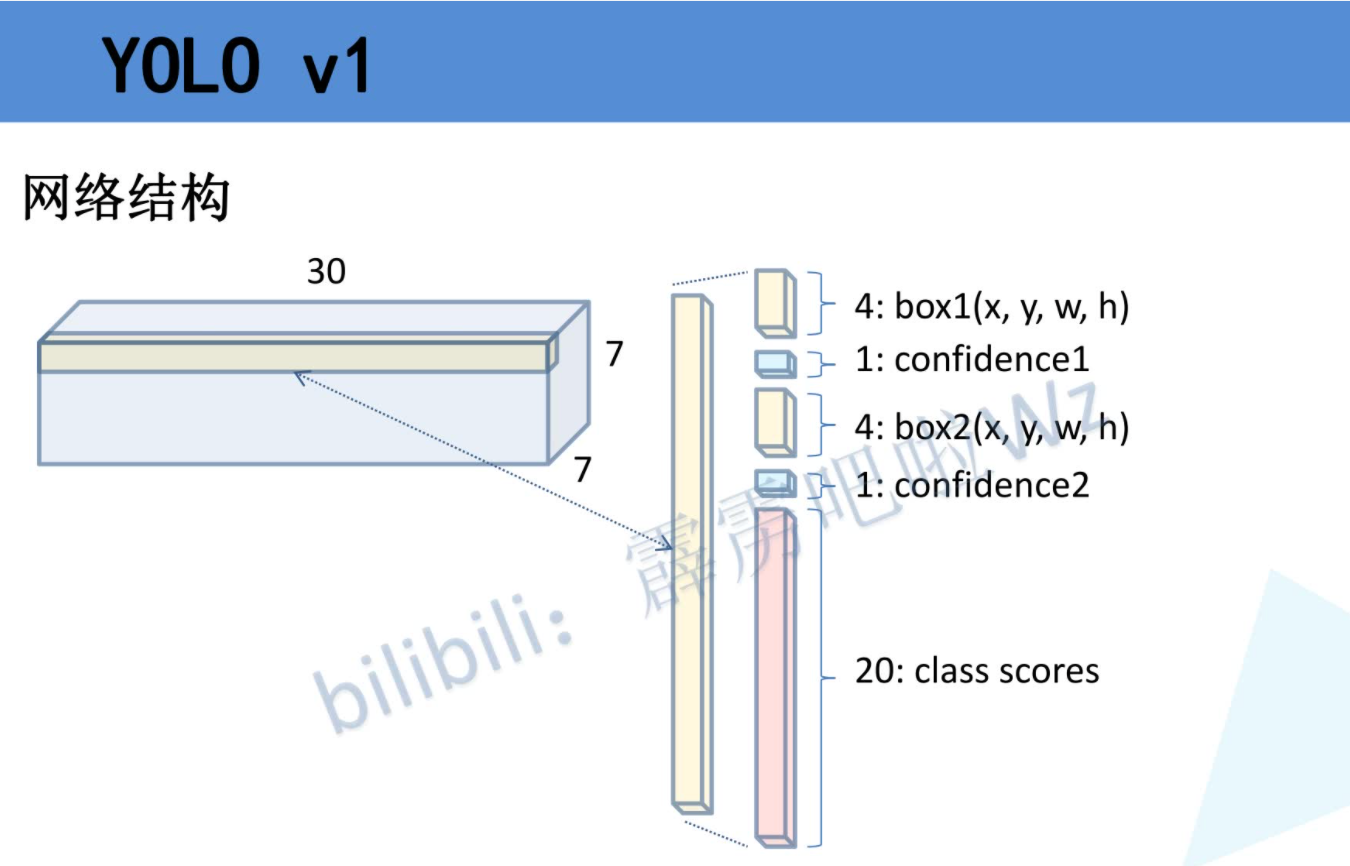 YOLO v1
网络结构
30
7
7
4: box1(x, y, w, h)
1: confidence1
4: box2(x, y, w, h)
1: confidence2
20: class scores
bilibili: 霹雳吧啦Wz